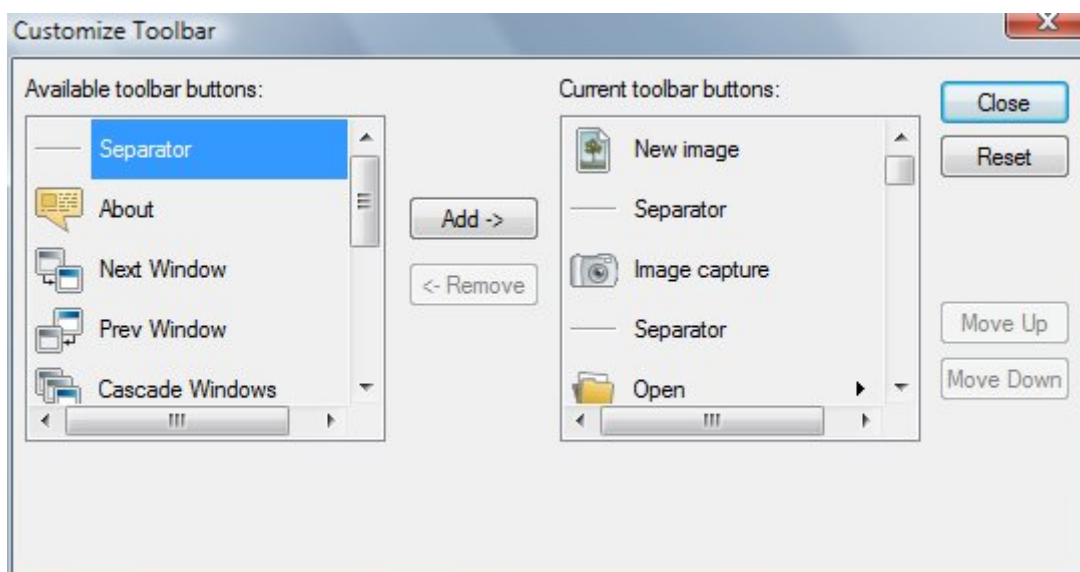 Customize Toolbar
X
Available toolbar buttons:
Separator
About
Next Window
Prev Window
Cascade Windows
Add ->
<- Remove
Current toolbar buttons:
New image
Separator
Image capture
Separator
Open
Close
Reset
Move Up
Move Down